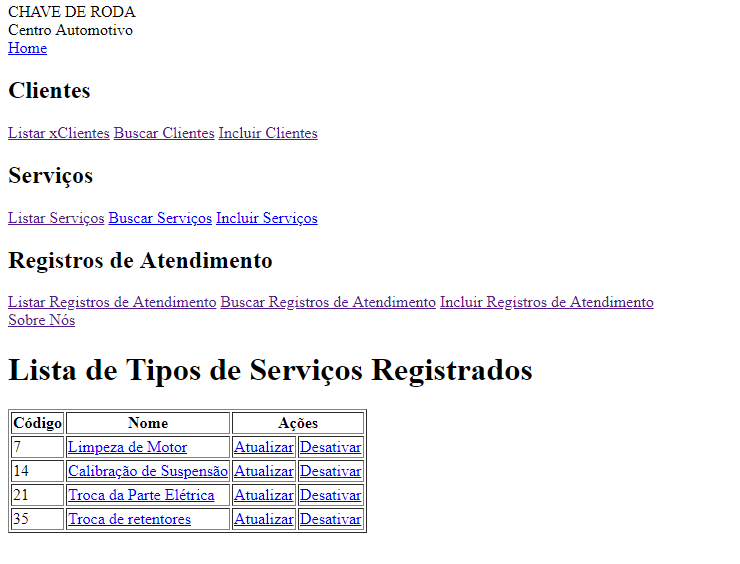 CHAVE DE RODA
Centro Automotivo
Home
Clientes
Listar xClientes Buscar Clientes Incluir Clientes
Serviços
Listar Serviços Buscar Serviços Incluir Serviços
Registros de Atendimento
Listar Registros de Atendimento Buscar Registros de Atendimento Incluir Registros de Atendimento
Sobre Nós
Lista de Tipos de Serviços Registrados
Código Nome Ações
7 Limpeza de Motor Atualizar Desativar
14 Calibração de Suspensão Atualizar Desativar
21 Troca da Parte Elétrica Atualizar Desativar
35 Troca de retentores Atualizar Desativar